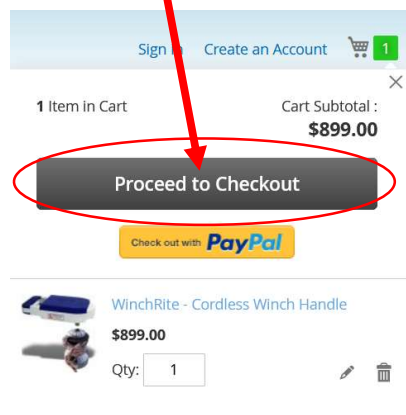 Sign In Create an Account 1
1 Item in Cart Cart Subtotal :
$899.00
Proceed to Checkout
Check out with PayPal
WinchRite - Cordless Winch Handle
$899.00
Qty: 1